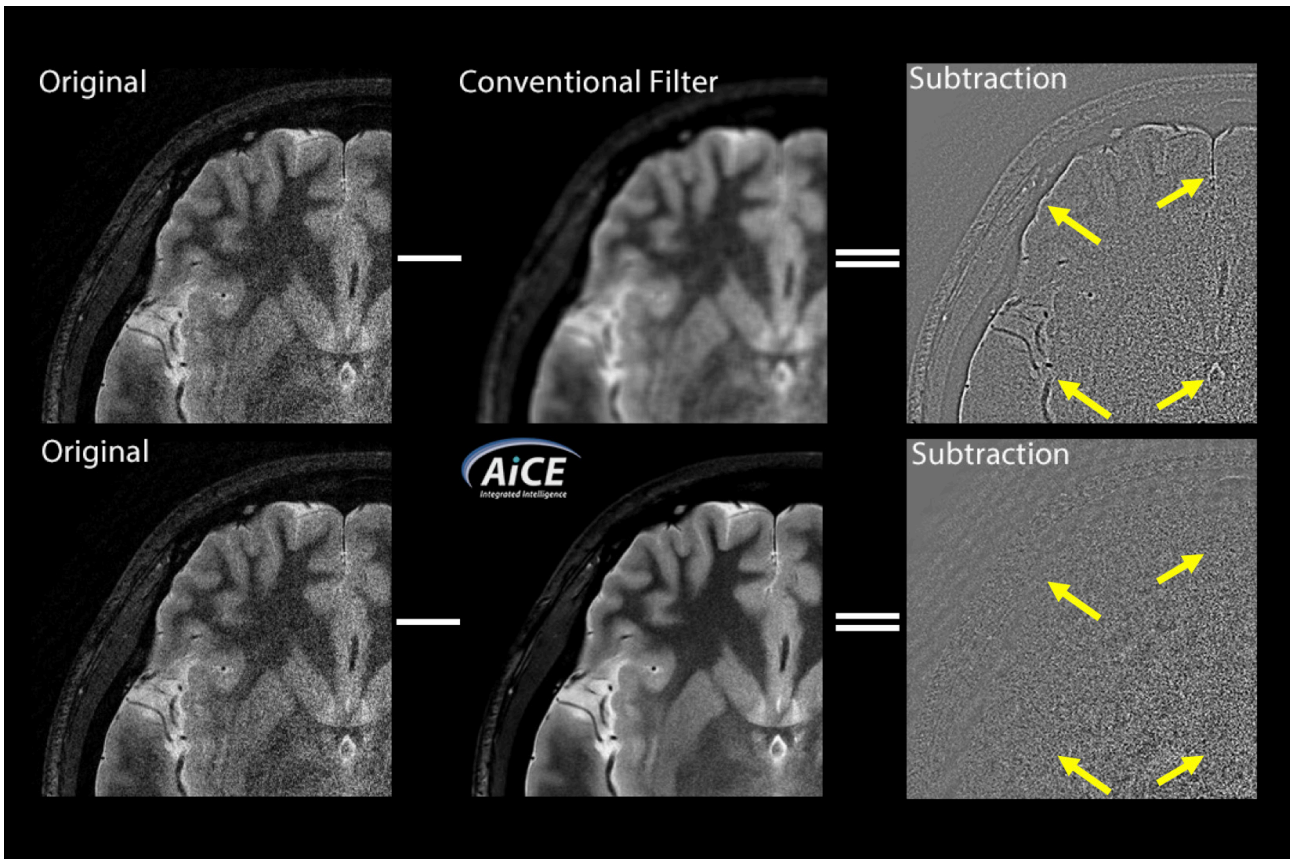 Original
Conventional Filter
Subtraction
Original
AiCE
Integrated Intelligence
Subtraction